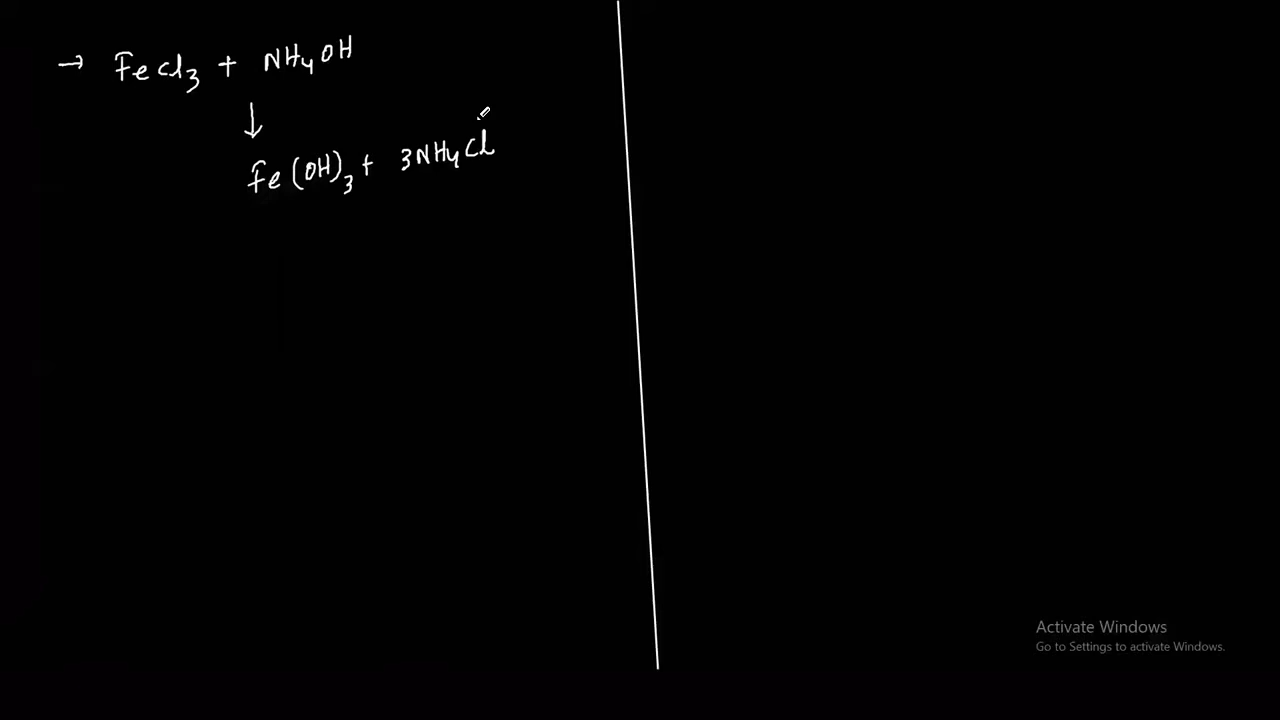 → FeCl₃ + NH₄OH
↓
Fe(OH)₃ + 3NH₄Cl
Activate Windows
Go to Settings to activate Windows.